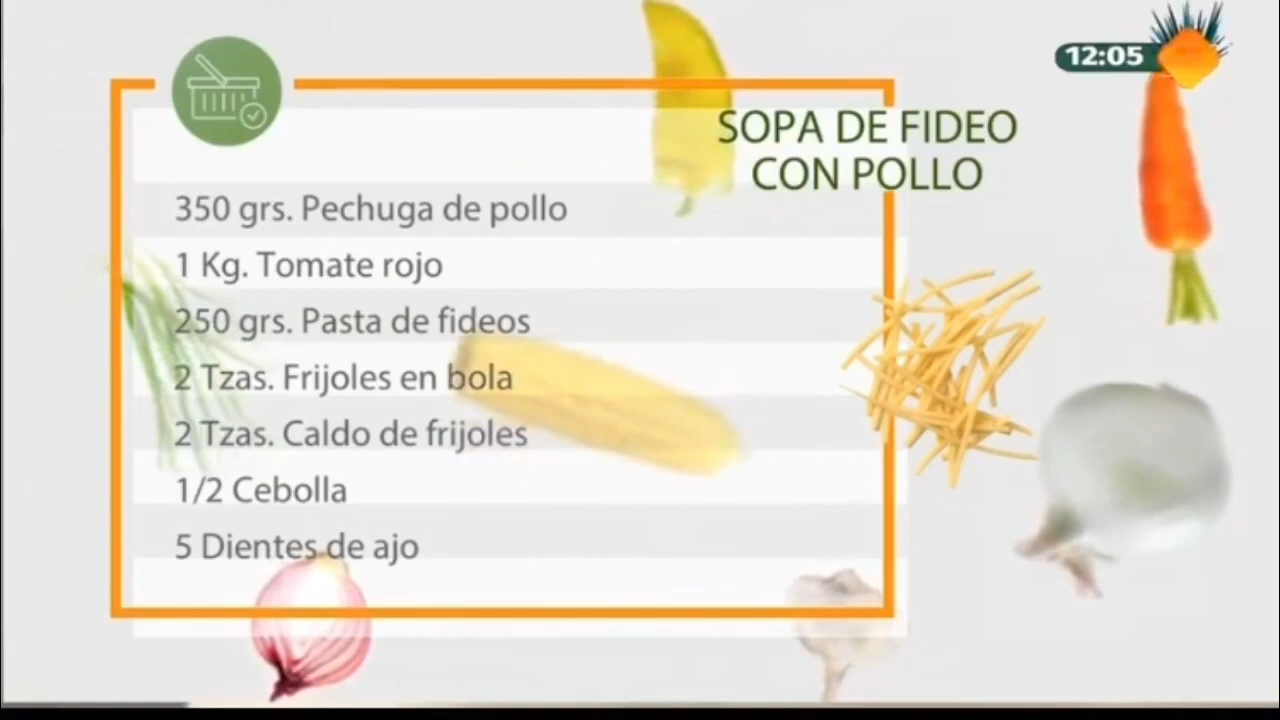 12:05
SOPA DE FIDEO
CON POLLO
350 grs. Pechuga de pollo
1 Kg. Tomate rojo
250 grs. Pasta de fideos
2 Tzas. Frijoles en bola
2 Tzas. Caldo de frijoles
1/2 Cebolla
5 Dientes de ajo